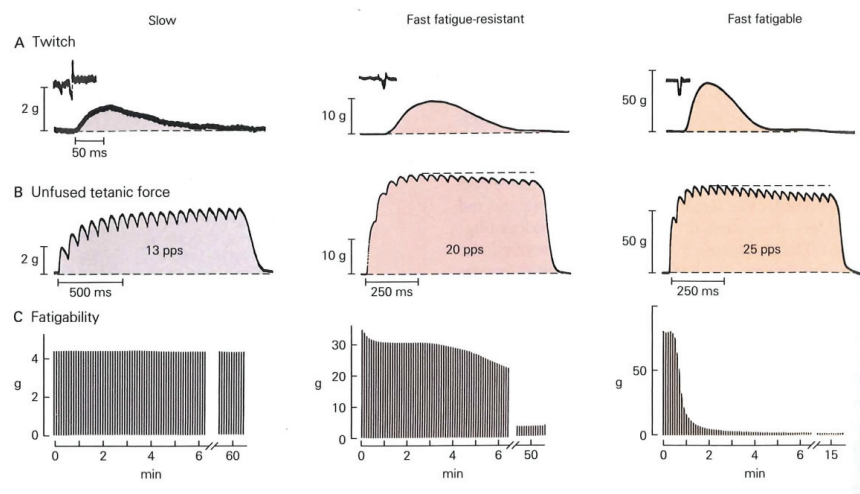 Slow
Fast fatigue-resistant
Fast fatigable
A Twitch
2 g
50 ms
10 g
50 g
B Unfused tetanic force
2 g
13 pps
500 ms
10 g
20 pps
250 ms
50 g
25 pps
250 ms
C Fatigability
4
g
2
0
0 2 4 6 60
min
30
g
20
10
0
0 2 4 6 50
min
50
g
0
0 2 4 6 15
min